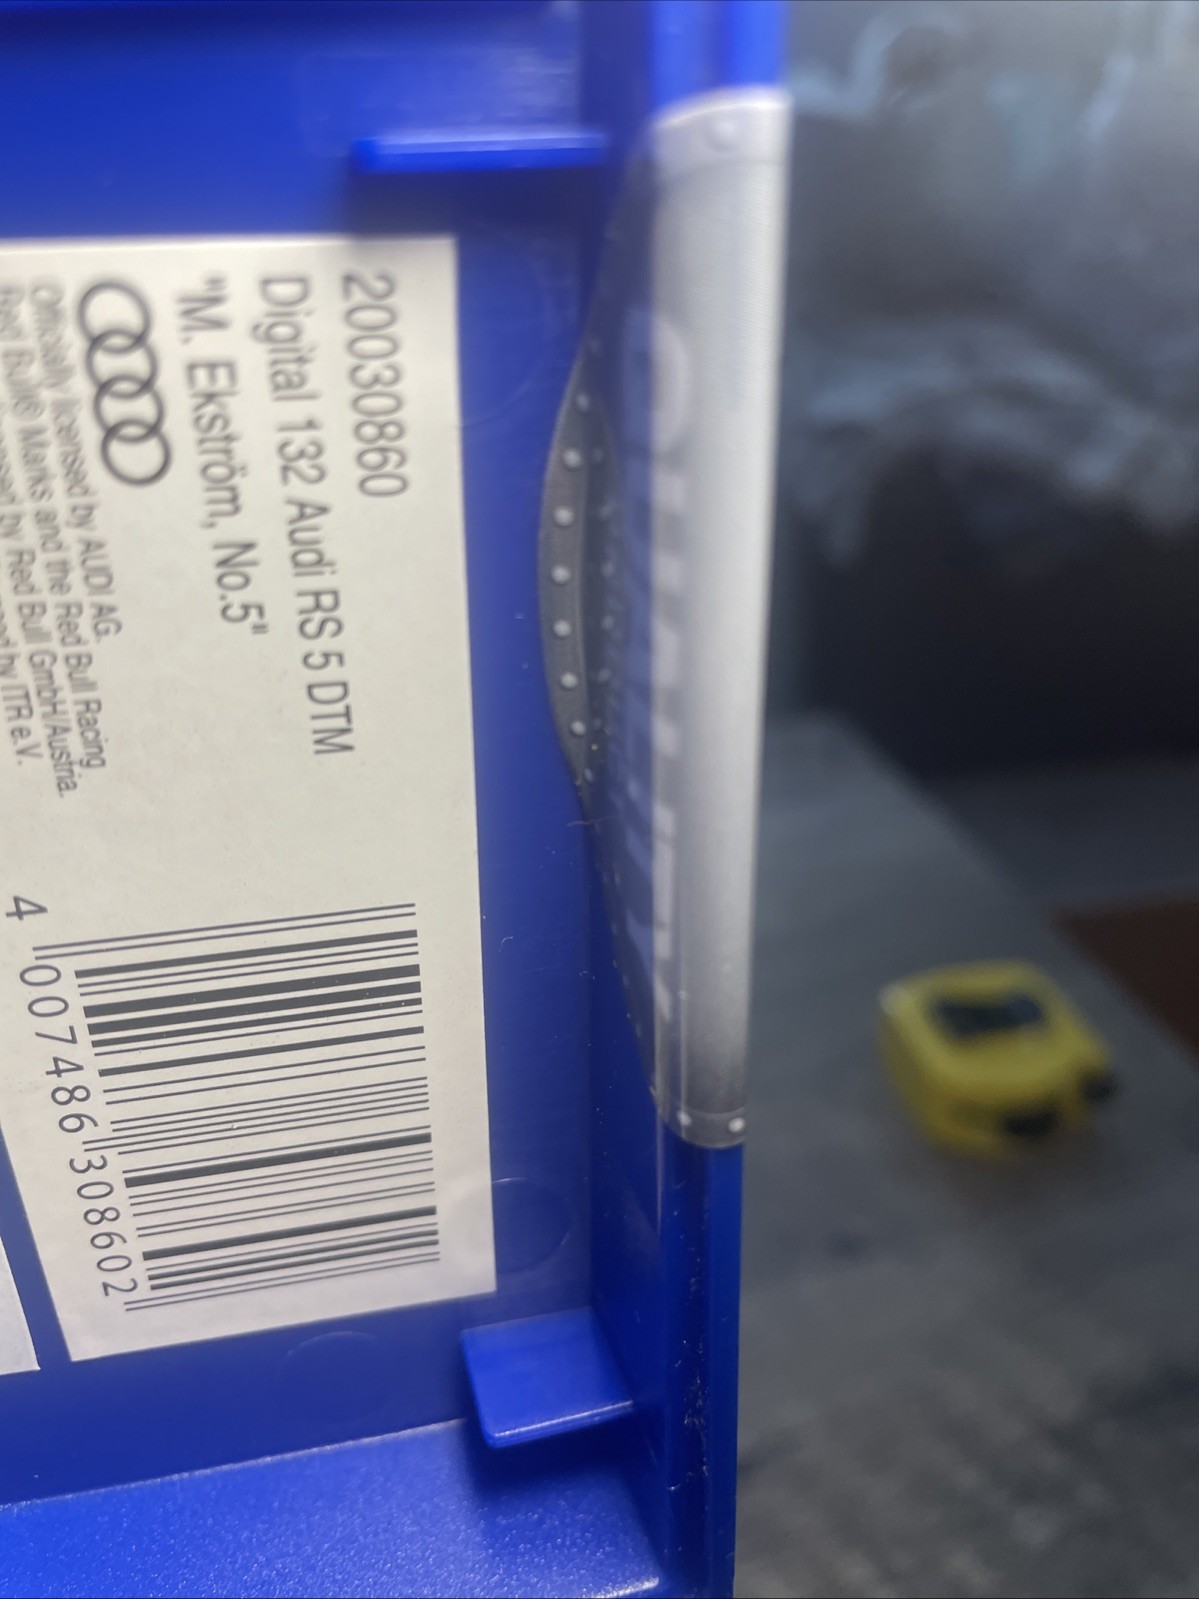 20030860
Digital 132 Audi RS 5 DTM
"M. Ekström, No.5"
Officially licensed by AUDI AG.
Red Bull® Marks and the Red Bull Racing
by Red Bull GmbH/Austria.
by ITR e.V.
4 007486 308602